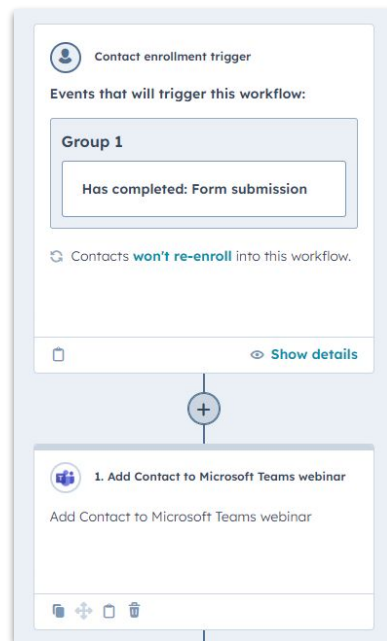 Contact enrollment trigger
Events that will trigger this workflow:
Group 1
Has completed: Form submission
Contacts won't re-enroll into this workflow.
Show details
1. Add Contact to Microsoft Teams webinar
Add Contact to Microsoft Teams webinar